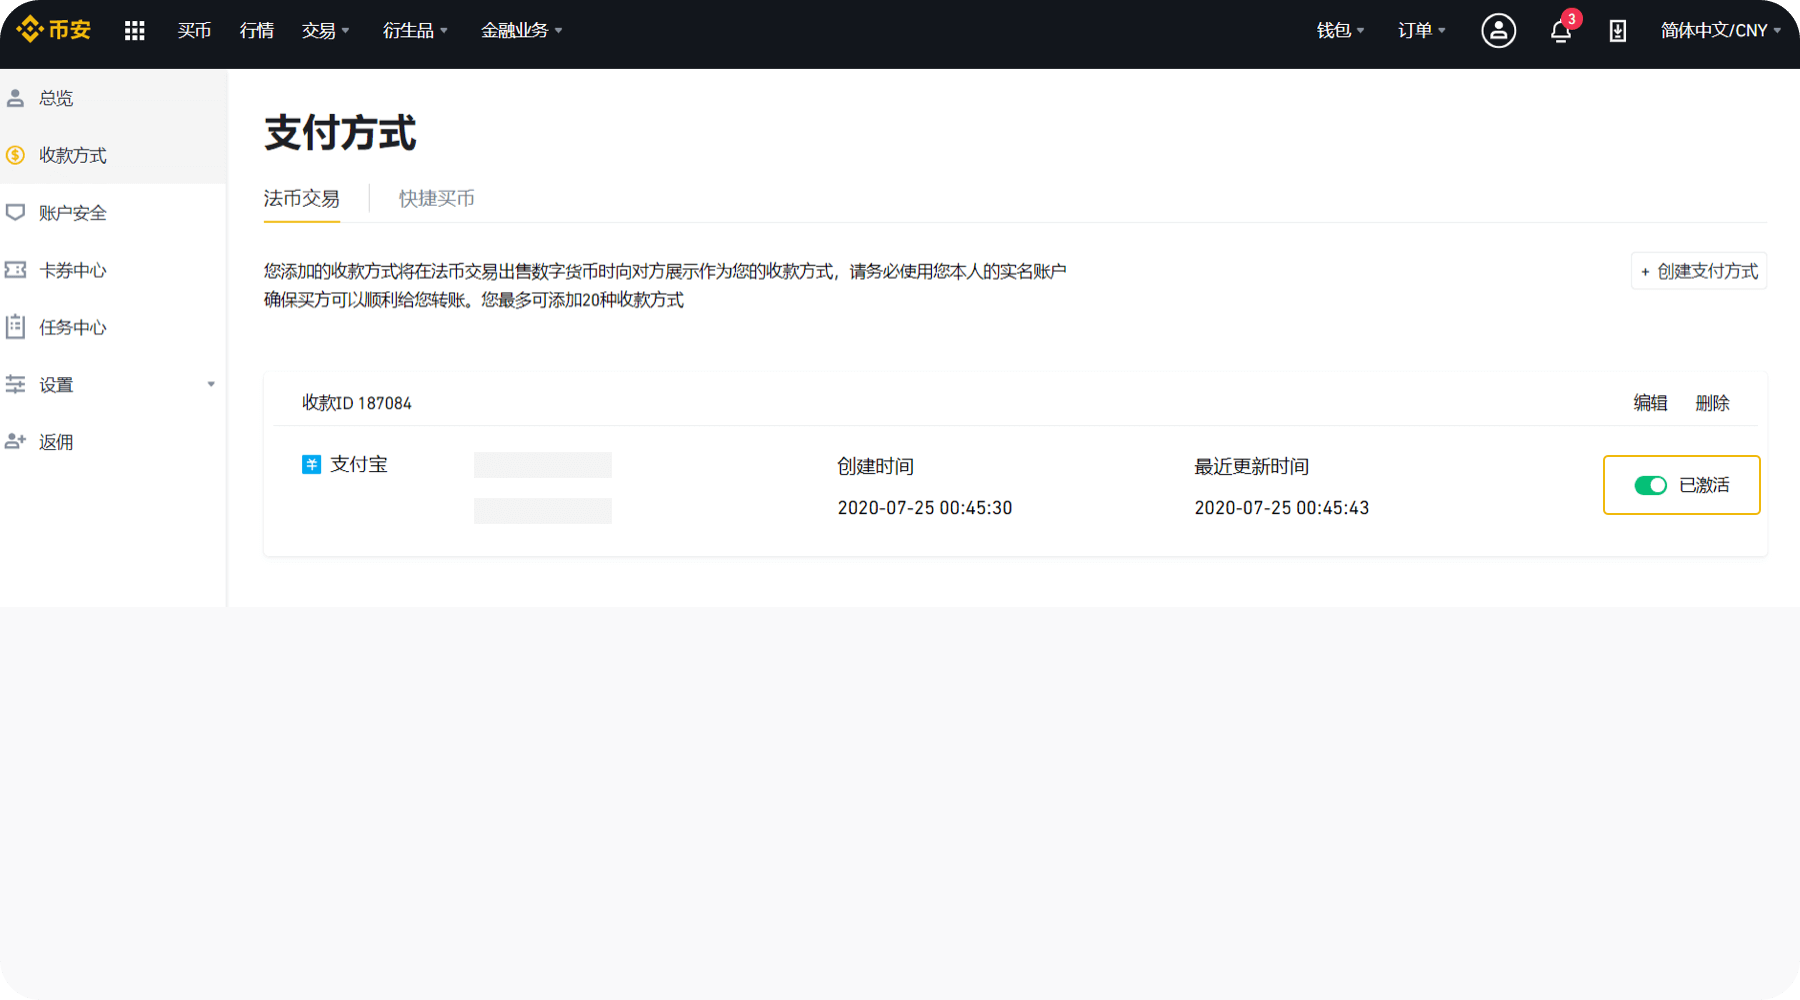 币安
买币
行情
交易
衍生品
金融业务
钱包
订单
3
简体中文/CNY
总览
收款方式
账户安全
卡券中心
任务中心
设置
返佣
支付方式
法币交易
快捷买币
您添加的收款方式将在法币交易出售数字货币时向对方展示作为您的收款方式，请务必使用您本人的实名账户
确保买方可以顺利给您转账。您最多可添加20种收款方式
+ 创建支付方式
收款ID 187084
编辑
删除
支付宝
创建时间
2020-07-25 00:45:30
最近更新时间
2020-07-25 00:45:43
已激活